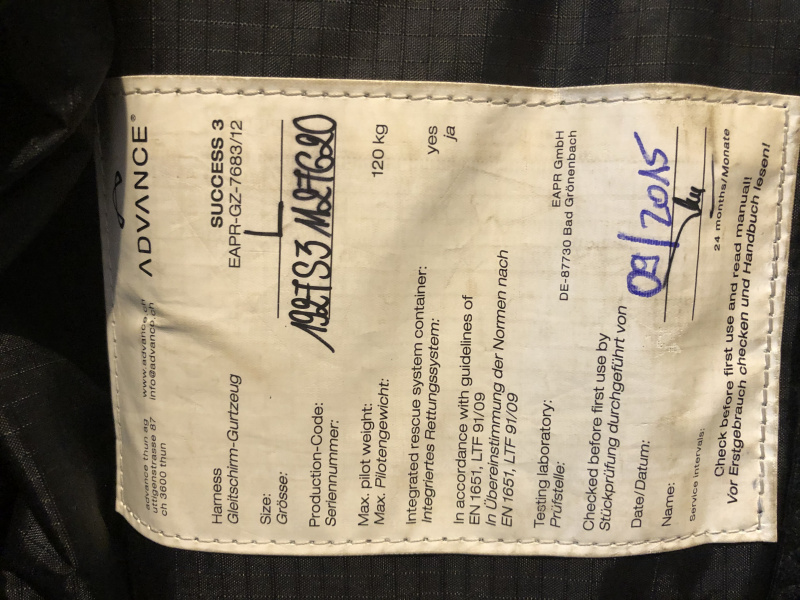 advance thun ag www.advance.ch
uttigenstrasse 87 info@advance.ch
ch 3600 thun
ADVANCE®
Harness SUCCESS 3
Gleitschirm-Gurtzeug EAPR-GZ-7683/12
Size: L
Grösse:
Production-Code:
Seriennummer:
Max. pilot weight: 120 kg
Max. Pilotengewicht:
Integrated rescue system container: yes
Integriertes Rettungssystem: ja
In accordance with guidelines of
EN 1651, LTF 91/09
In Übereinstimmung der Normen nach
EN 1651, LTF 91/09
Testing laboratory: EAPR GmbH
Prüfstelle: DE-87730 Bad Grönenbach
Checked before first use by
Stückprüfung durchgeführt von
Date/Datum: 09/2015
Name:
Service intervals: 24 months/Monate
Check before first use and read manual!
Vor Erstgebrauch checken und Handbuch lesen!